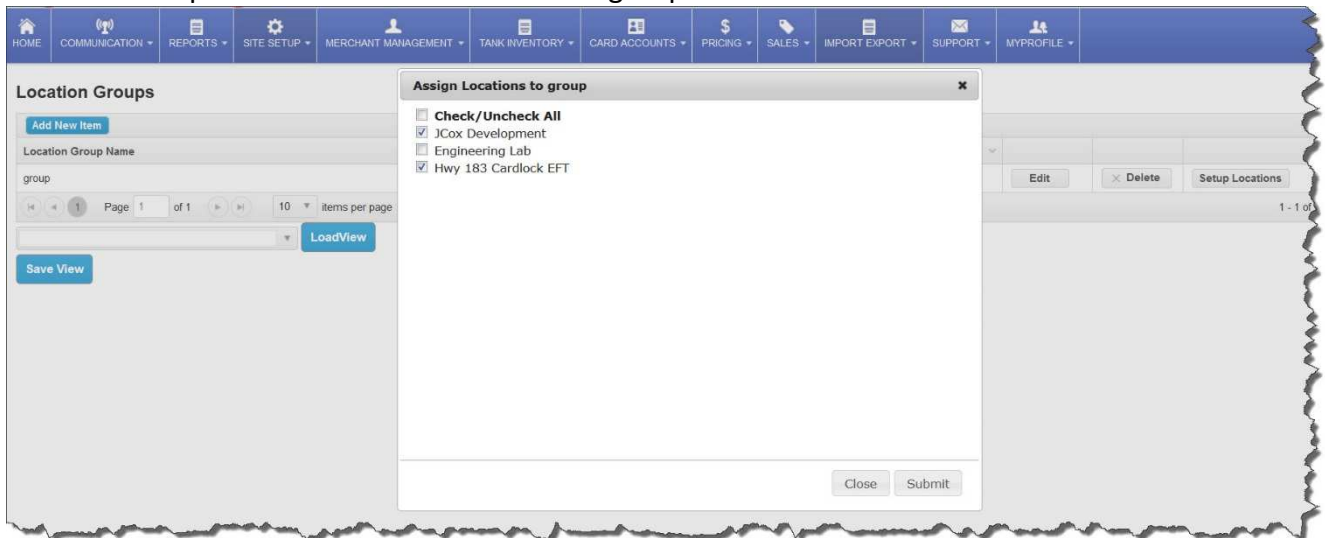 HOME COMMUNICATION REPORTS SITE SETUP MERCHANT MANAGEMENT TANK INVENTORY CARD ACCOUNTS PRICING SALES IMPORT EXPORT SUPPORT MYPROFILE
Location Groups
Add New Item
Location Group Name
group
Edit Delete Setup Locations
1 Page 1 of 1 10 items per page
1 - 1 of
LoadView
Save View
Assign Locations to group
Check/Uncheck All
JCox Development
Engineering Lab
Hwy 183 Cardlock EFT
Close Submit